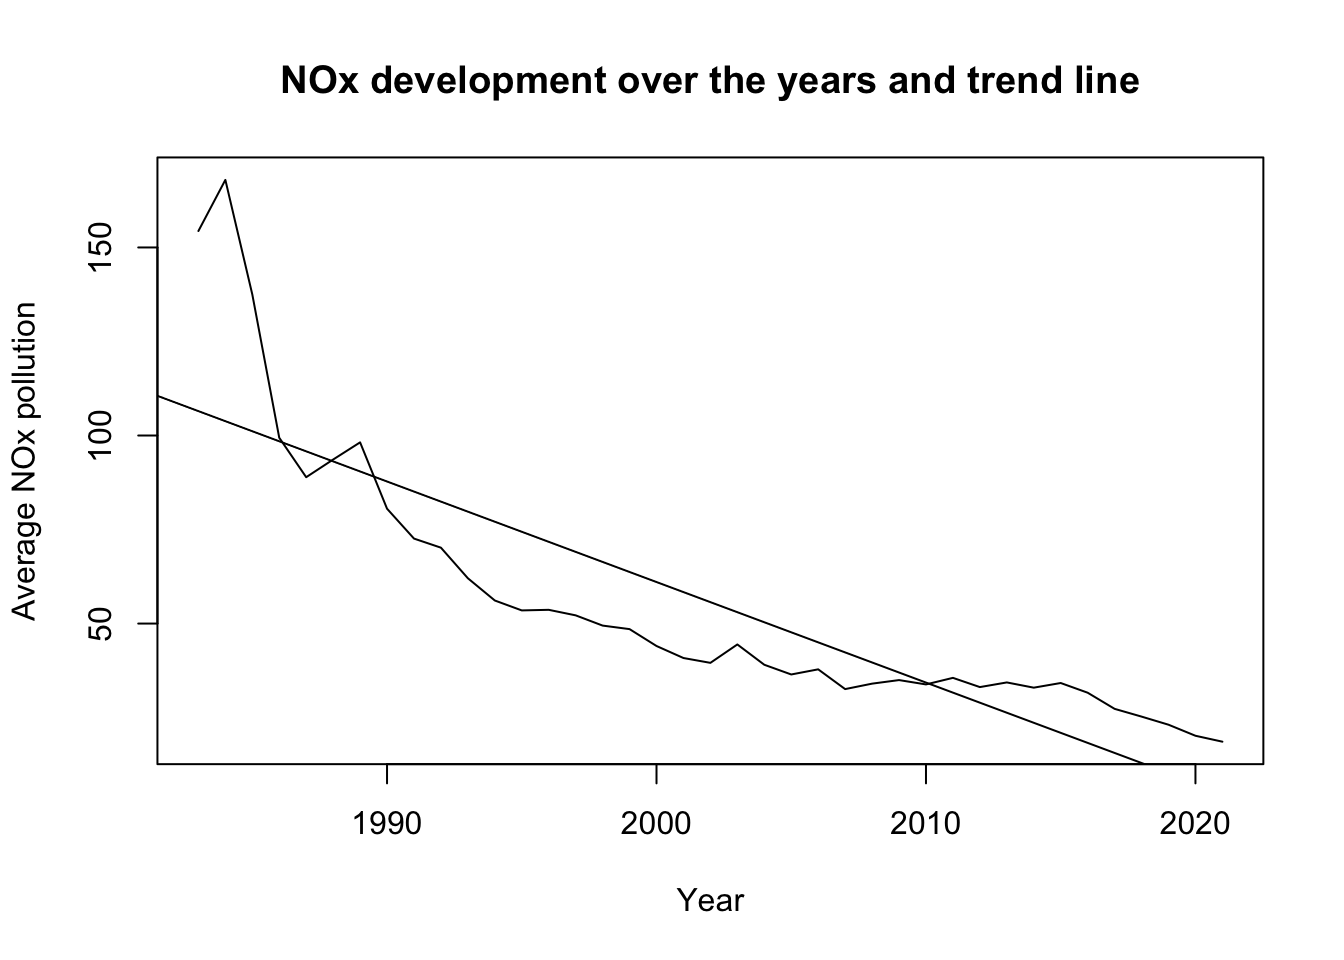 NOx development over the years and trend line
Average NOx pollution
150
100
50
1990
2000
2010
2020
Year